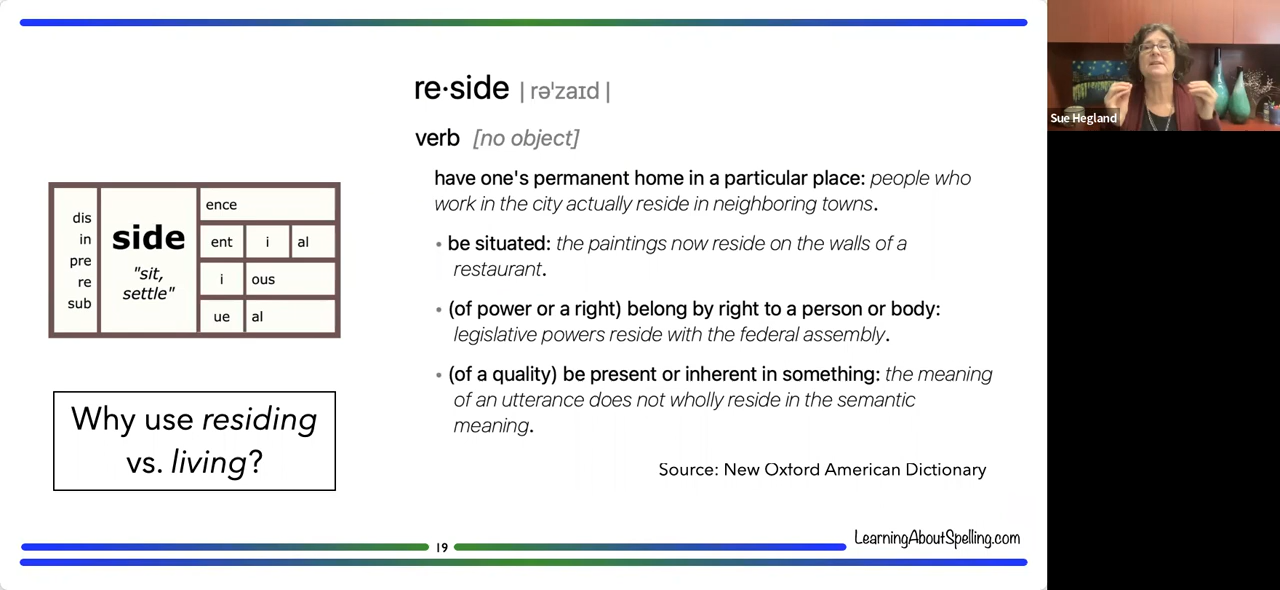 re·side | rəˈzaɪd |
verb [no object]
have one's permanent home in a particular place: people who
work in the city actually reside in neighboring towns.
• be situated: the paintings now reside on the walls of a
restaurant.
• (of power or a right) belong by right to a person or body:
legislative powers reside with the federal assembly.
• (of a quality) be present or inherent in something: the meaning
of an utterance does not wholly reside in the semantic
meaning.
Source: New Oxford American Dictionary
dis
in
pre
re
sub
side
"sit,
settle"
ence
ent i al
i ous
ue al
Why use residing
vs. living?
19
LearningAboutSpelling.com
Sue Hegland